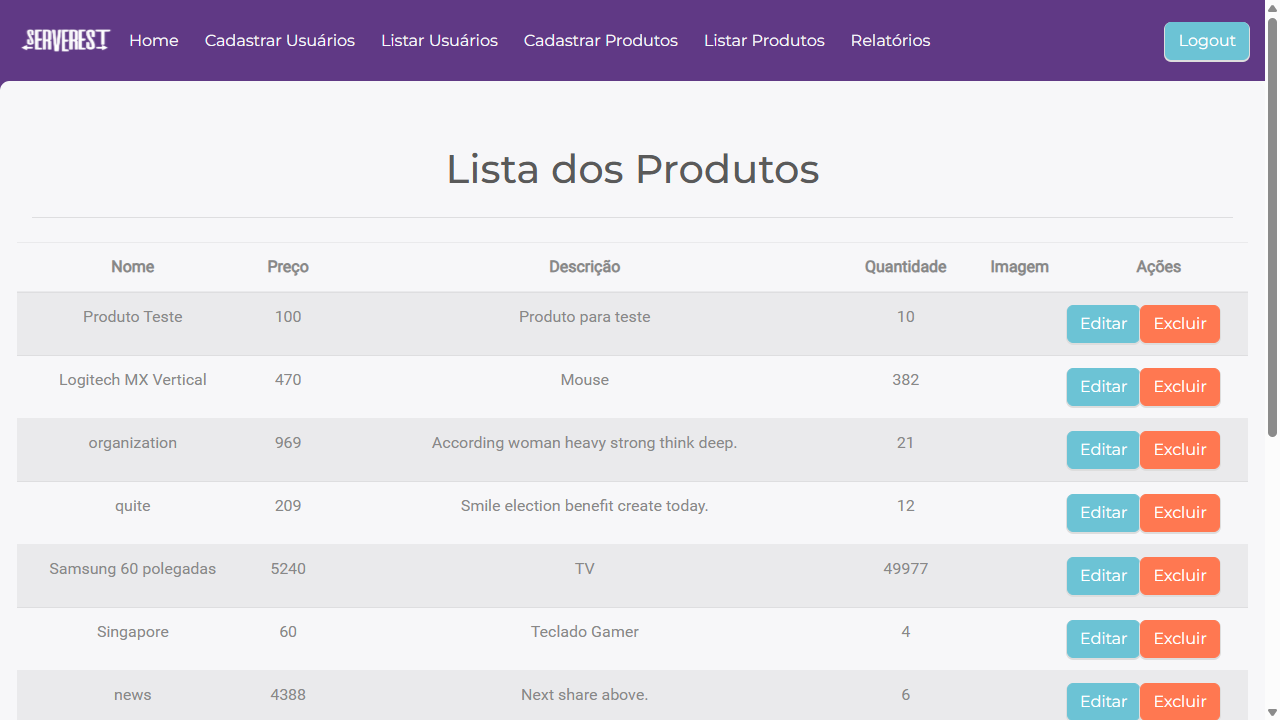 SERVEREST Home Cadastrar Usuários Listar Usuários Cadastrar Produtos Listar Produtos Relatórios Logout
Lista dos Produtos
Nome Preço Descrição Quantidade Imagem Ações
Produto Teste 100 Produto para teste 10 Editar Excluir
Logitech MX Vertical 470 Mouse 382 Editar Excluir
organization 969 According woman heavy strong think deep. 21 Editar Excluir
quite 209 Smile election benefit create today. 12 Editar Excluir
Samsung 60 polegadas 5240 TV 49977 Editar Excluir
Singapore 60 Teclado Gamer 4 Editar Excluir
news 4388 Next share above. 6 Editar Excluir